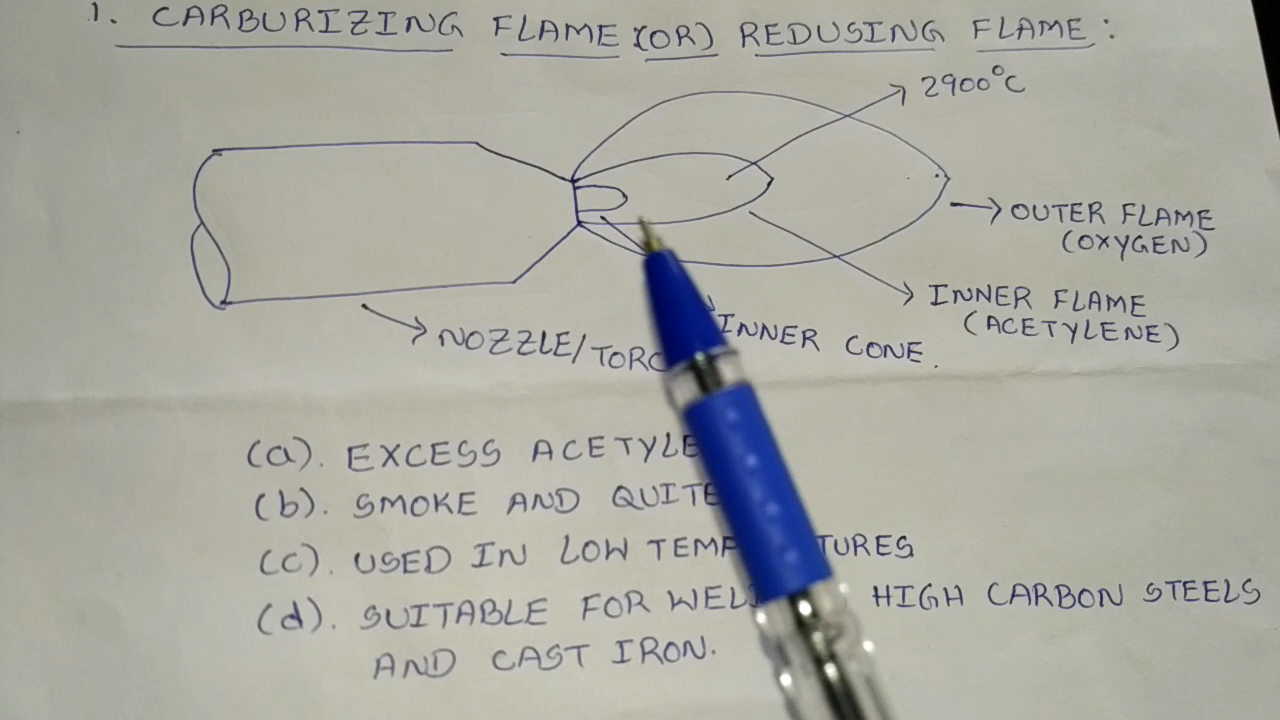 1. CARBURIZING FLAME (OR) REDUSING FLAME :
2900°C
OUTER FLAME
(OXYGEN)
INNER FLAME
(ACETYLENE)
INNER CONE.
NOZZLE/TORC
(a). EXCESS ACETYLE
(b). SMOKE AND QUITE
(c). USED IN LOW TEMP TURES
(d). SUITABLE FOR WEL HIGH CARBON STEELS
AND CAST IRON.